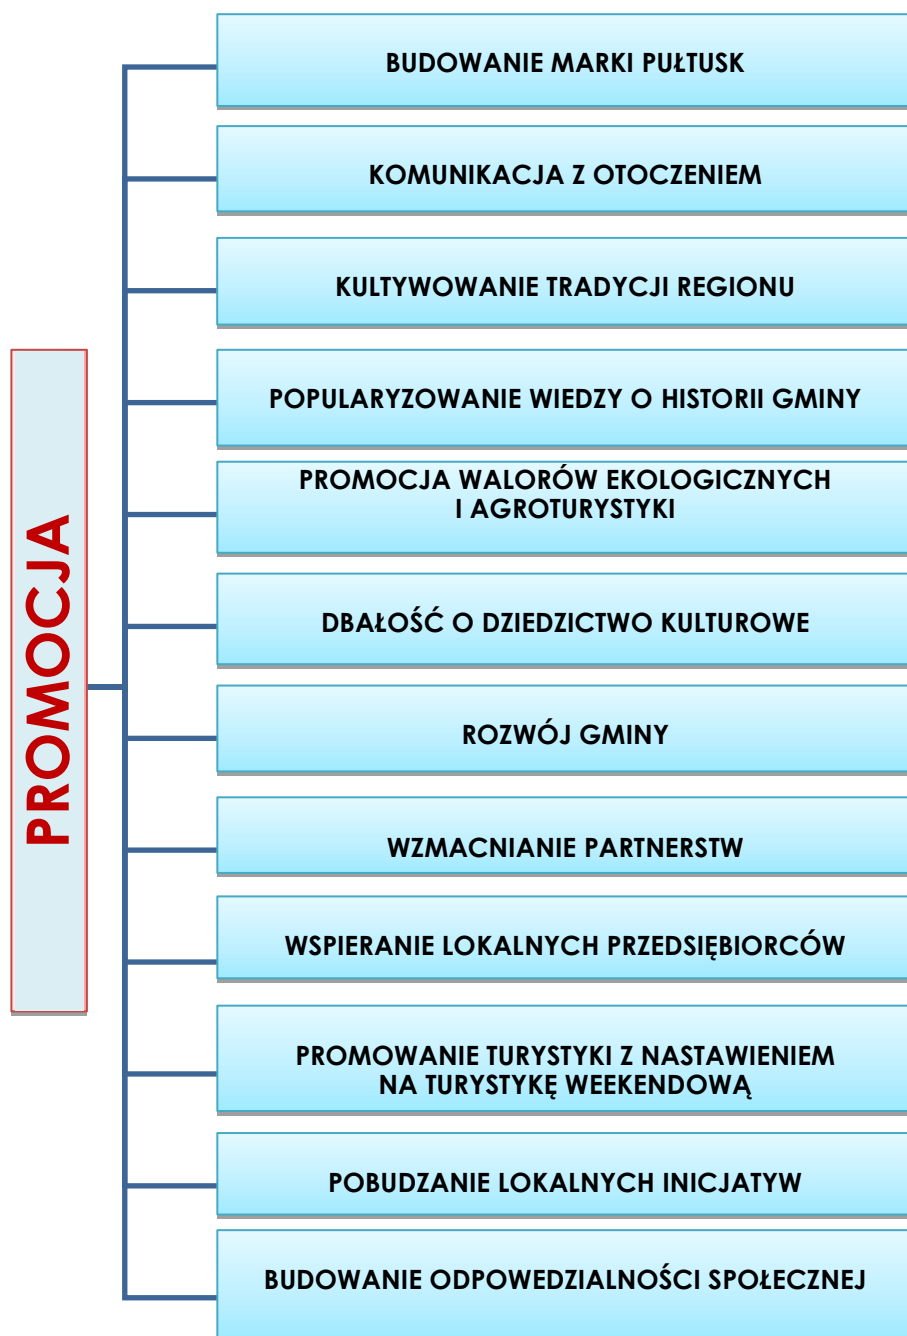 PROMOCJA
BUDOWANIE MARKI PUŁTUSK
KOMUNIKACJA Z OTOCZENIEM
KULTYWOWANIE TRADYCJI REGIONU
POPULARYZOWANIE WIEDZY O HISTORII GMINY
PROMOCJA WALORÓW EKOLOGICZNYCH
I AGROTURYSTYKI
DBAŁOŚĆ O DZIEDZICTWO KULTUROWE
ROZWÓJ GMINY
WZMACNIANIE PARTNERSTW
WSPIERANIE LOKALNYCH PRZEDSIĘBIORCÓW
PROMOWANIE TURYSTYKI Z NASTAWIENIEM
NA TURYSTYKĘ WEEKENDOWĄ
POBUDZANIE LOKALNYCH INICJATYW
BUDOWANIE ODPOWEDZIALNOŚCI SPOŁECZNEJ